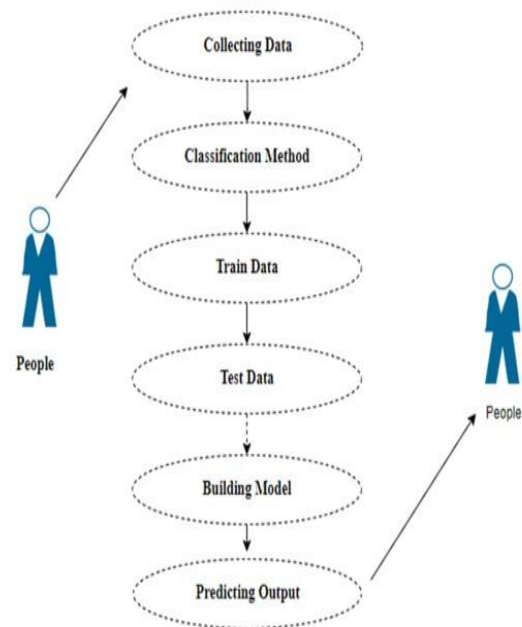 Collecting Data
Classification Method
Train Data
People
Test Data
People
Building Model
Predicting Output